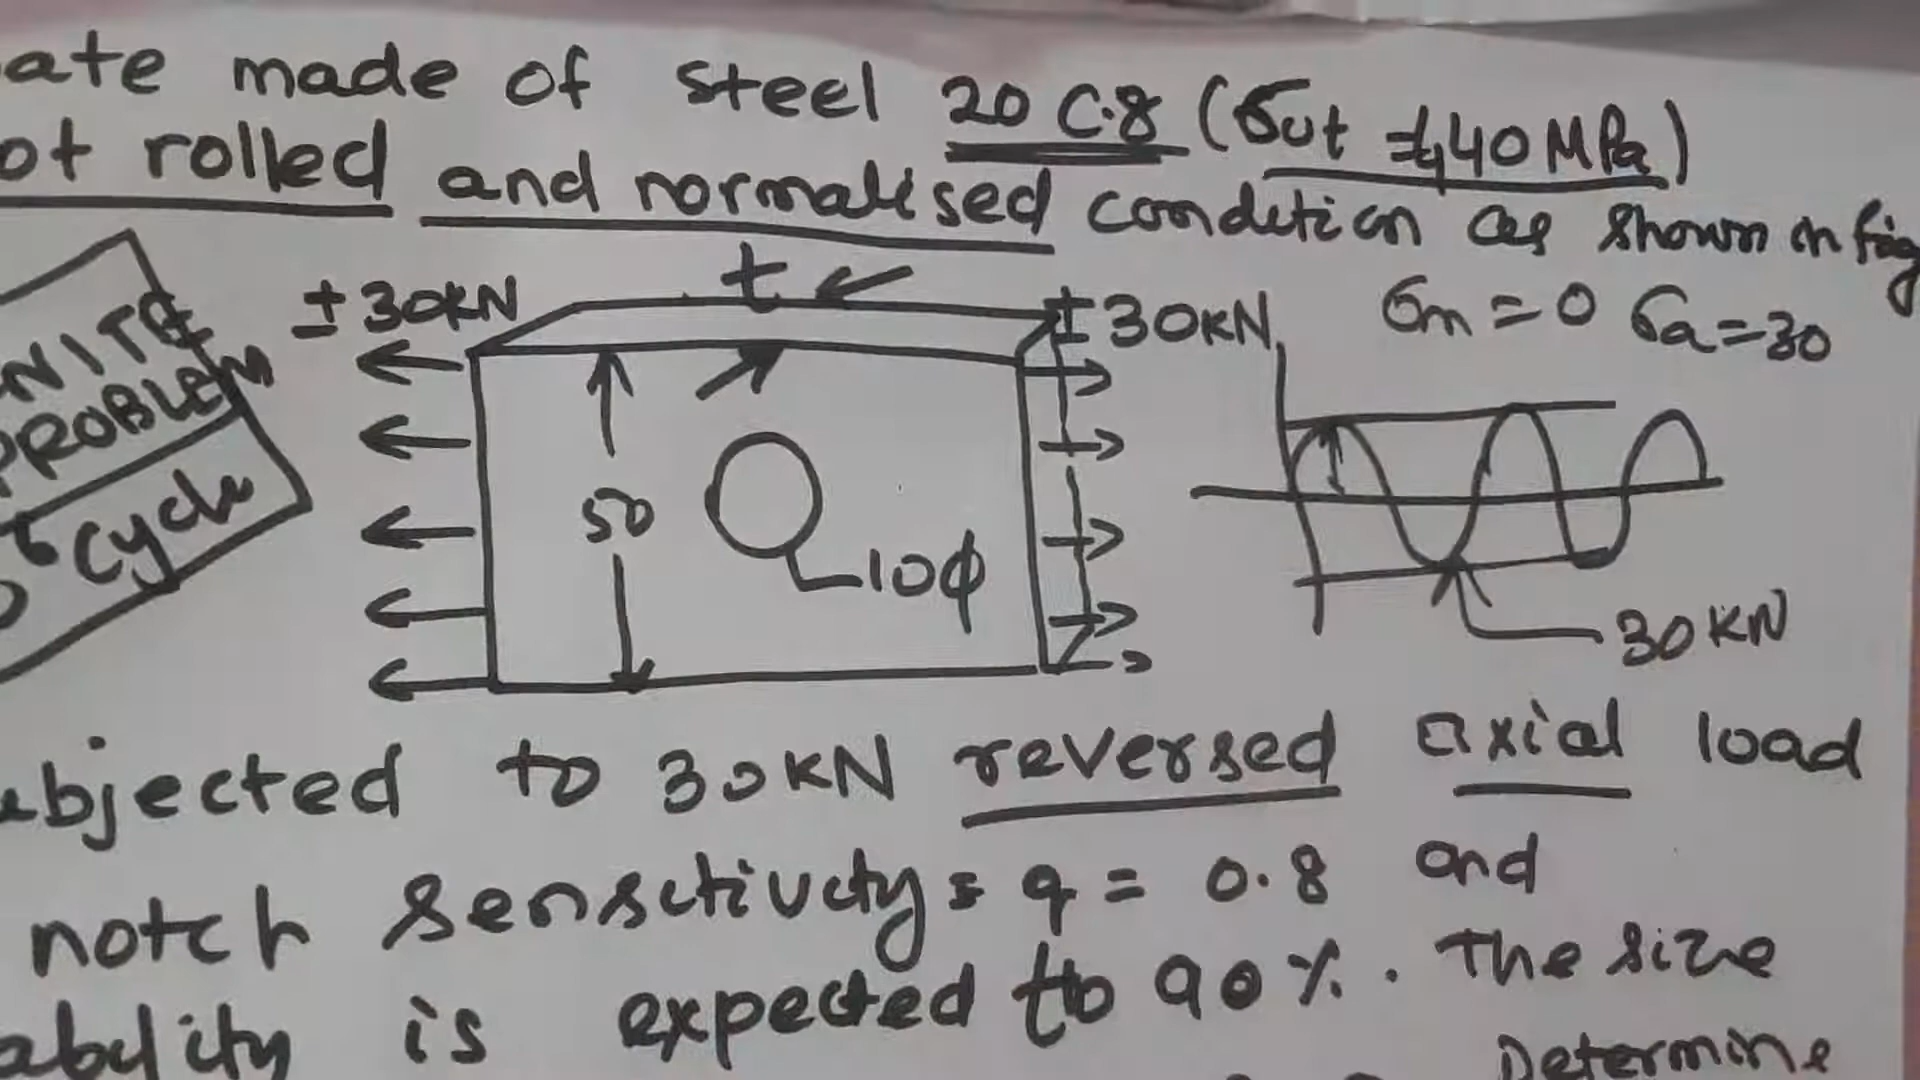 ate made of steel 20 C.8 (σut = 440 MPa)
ot rolled and normalised condition as shown in fig
± 30KN
t
± 30KN
σm = 0 σa = 30
NITE
PROBLEM
Cycle
50
10ϕ
30 KN
ubjected to 30KN reversed axial load
notch sensitivity = q = 0.8 and
ability is expected to 90%. The size
Determine